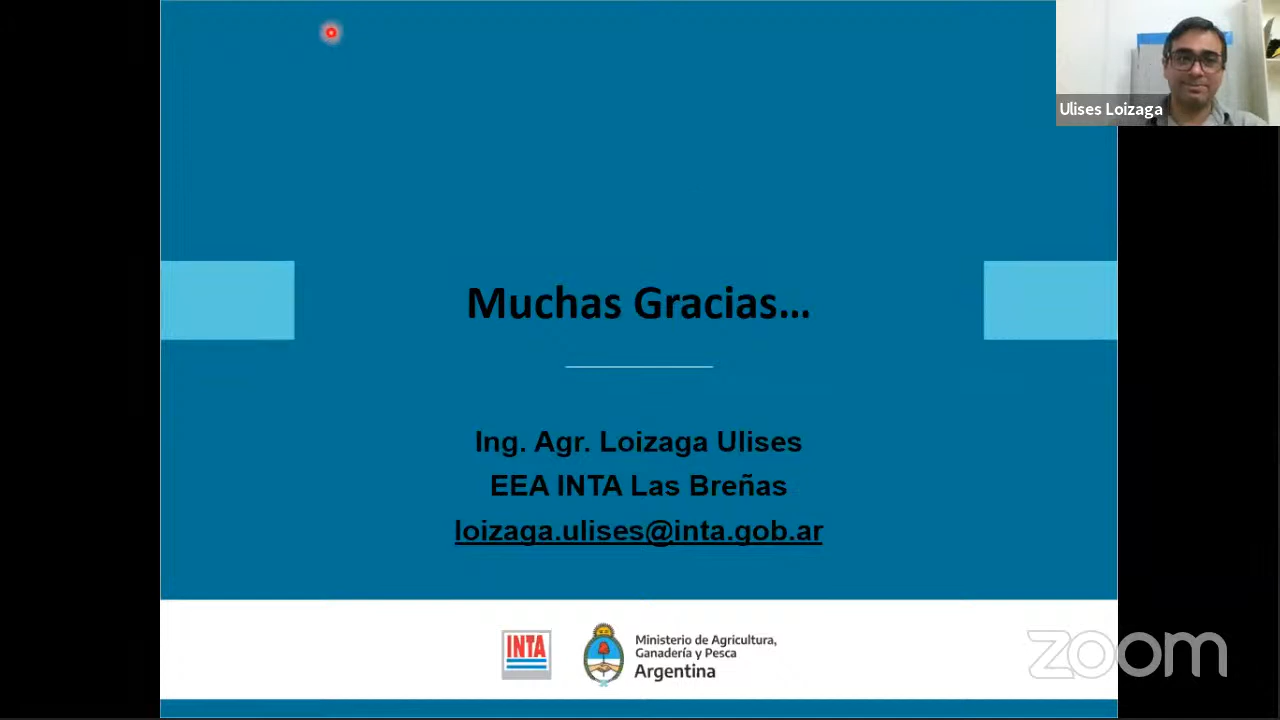 Ulises Loizaga
Muchas Gracias...
Ing. Agr. Loizaga Ulises
EEA INTA Las Breñas
loizaga.ulises@inta.gob.ar
INTA
Ministerio de Agricultura,
Ganadería y Pesca
Argentina
zoom